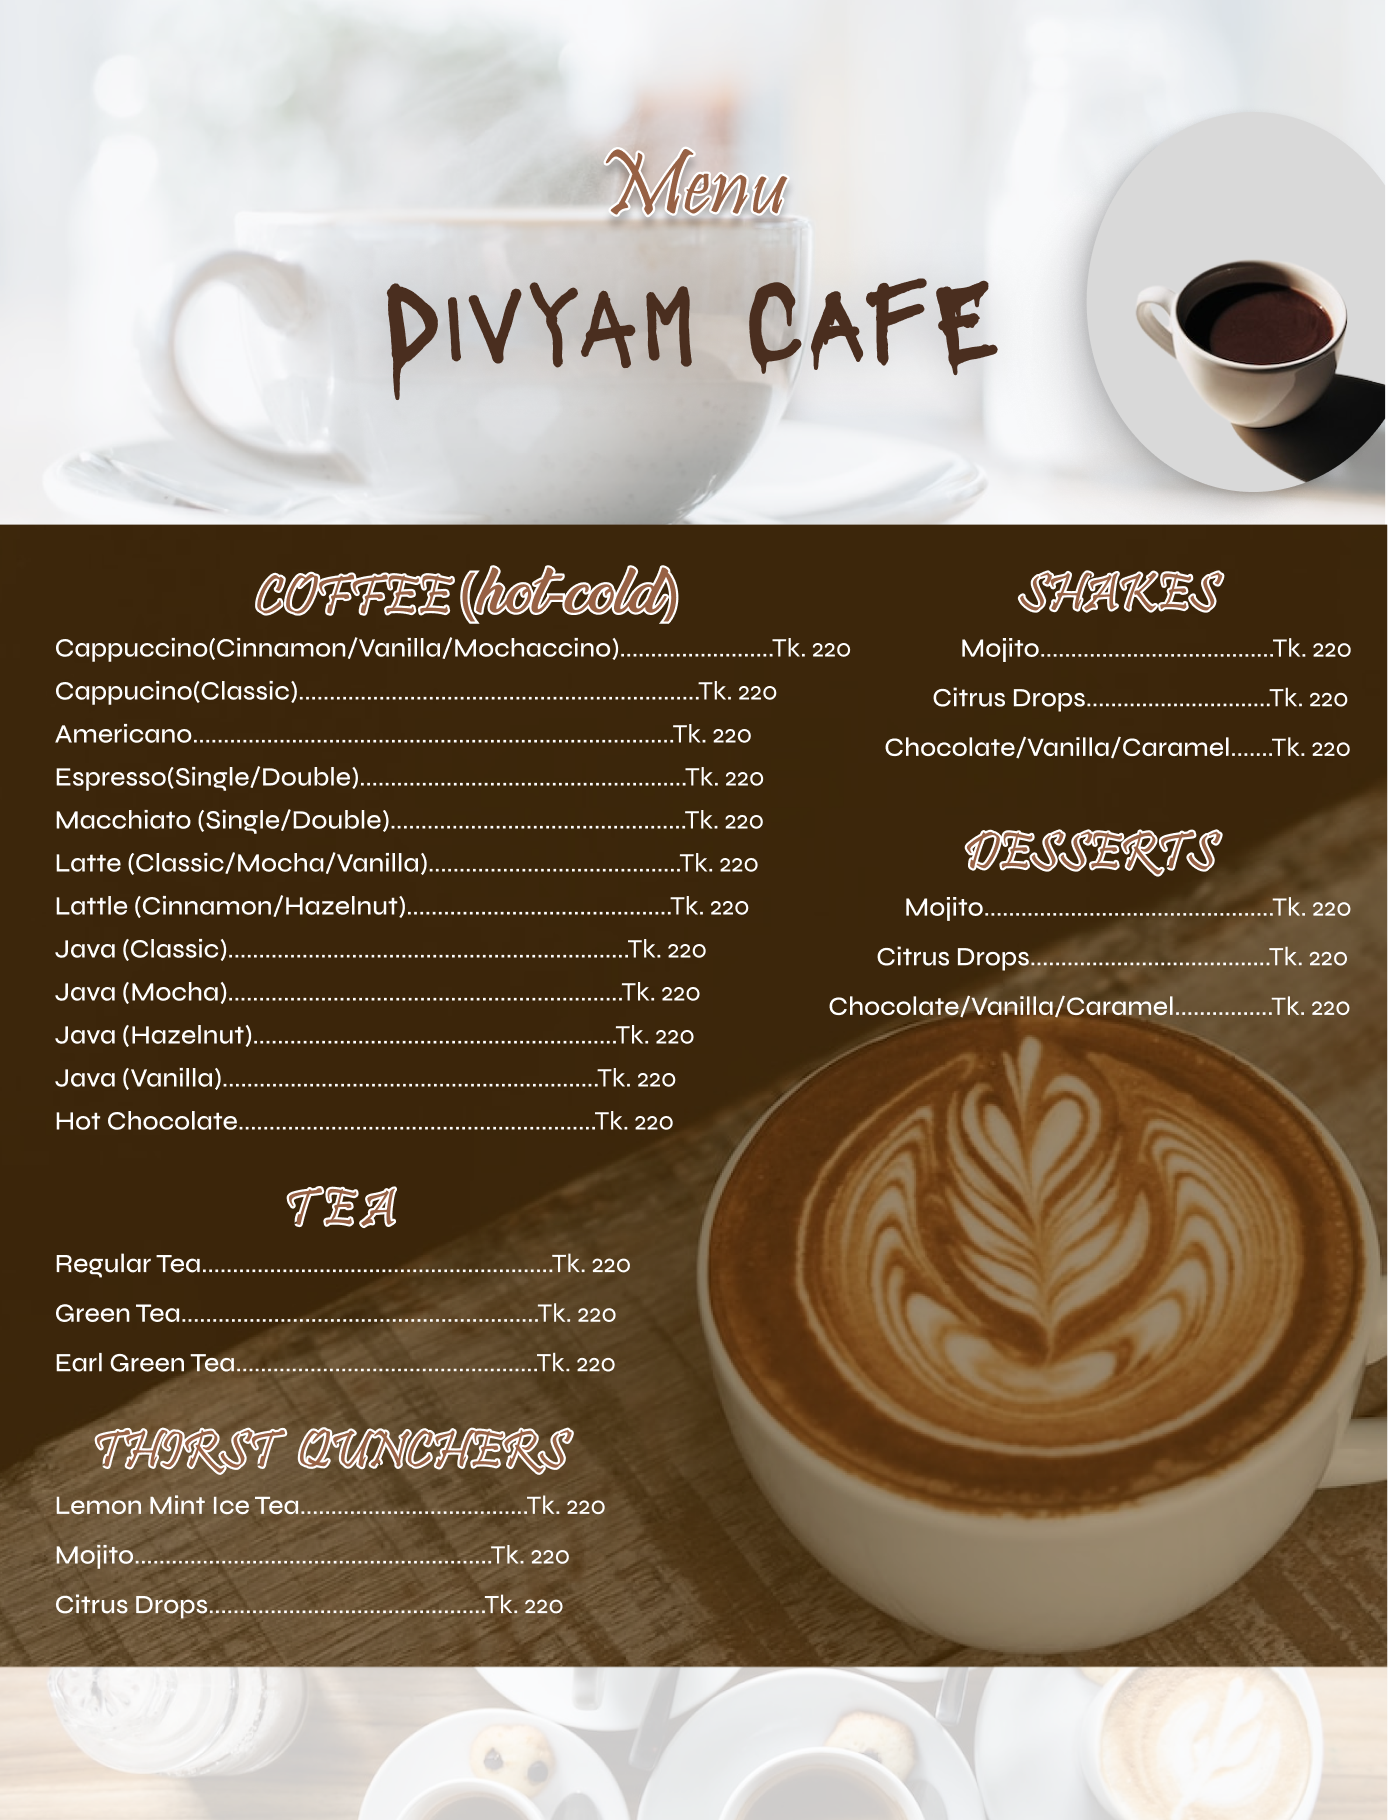 Menu
DIVYAM CAFE
COFFEE (hot-cold)
Cappuccino(Cinnamon/Vanilla/Mochaccino).........................Tk. 220
Cappucino(Classic).................................................................Tk. 220
Americano..............................................................................Tk. 220
Espresso(Single/Double).....................................................Tk. 220
Macchiato (Single/Double)................................................Tk. 220
Latte (Classic/Mocha/Vanilla).........................................Tk. 220
Lattle (Cinnamon/Hazelnut)...........................................Tk. 220
Java (Classic).................................................................Tk. 220
Java (Mocha)................................................................Tk. 220
Java (Hazelnut)...........................................................Tk. 220
Java (Vanilla).............................................................Tk. 220
Hot Chocolate..........................................................Tk. 220
TEA
Regular Tea.........................................................Tk. 220
Green Tea..........................................................Tk. 220
Earl Green Tea.................................................Tk. 220
THIRST QUNCHERS
Lemon Mint Ice Tea.....................................Tk. 220
Mojito..........................................................Tk. 220
Citrus Drops.............................................Tk. 220
SHAKES
Mojito......................................Tk. 220
Citrus Drops..............................Tk. 220
Chocolate/Vanilla/Caramel.......Tk. 220
DESSERTS
Mojito...............................................Tk. 220
Citrus Drops.......................................Tk. 220
Chocolate/Vanilla/Caramel................Tk. 220